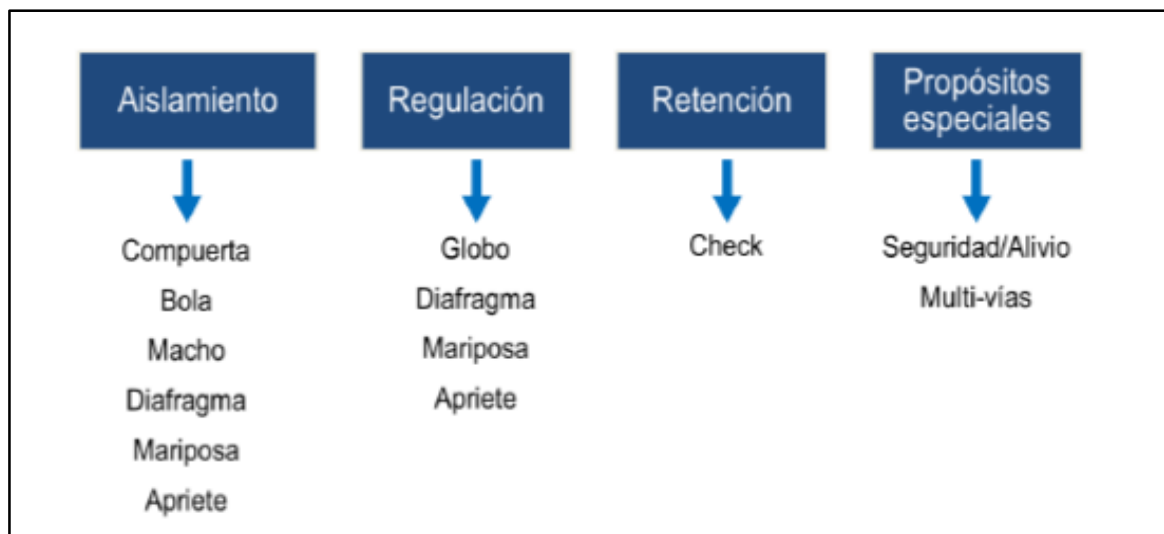 Aislamiento
Compuerta
Bola
Macho
Diafragma
Mariposa
Apriete
Regulación
Globo
Diafragma
Mariposa
Apriete
Retención
Check
Propósitos
especiales
Seguridad/Alivio
Multi-vías